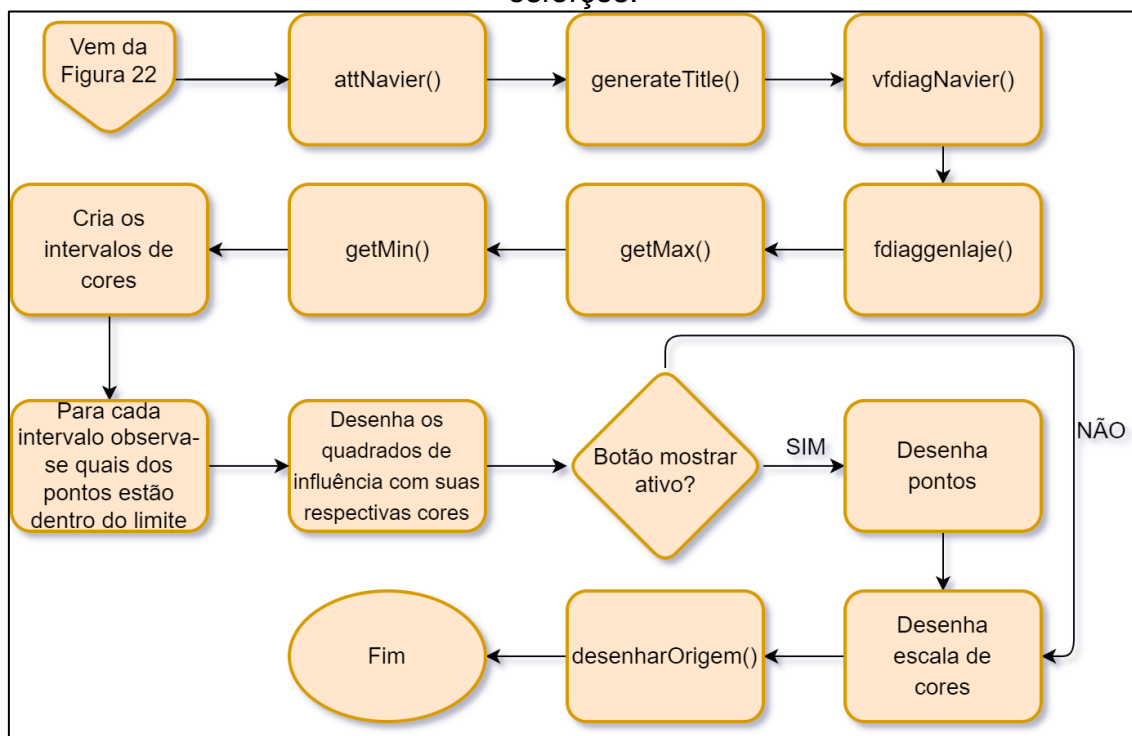 Vem da
Figura 22
attNavier()
generateTitle()
vfdiagNavier()
Cria os
intervalos de
cores
getMin()
getMax()
fdiaggenlaje()
Para cada
intervalo observa-
se quais dos
pontos estão
dentro do limite
Desenha os
quadrados de
influência com suas
respectivas cores
Botão mostrar
ativo?
SIM
Desenha
pontos
NÃO
Fim
desenharOrigem()
Desenha
escala de
cores